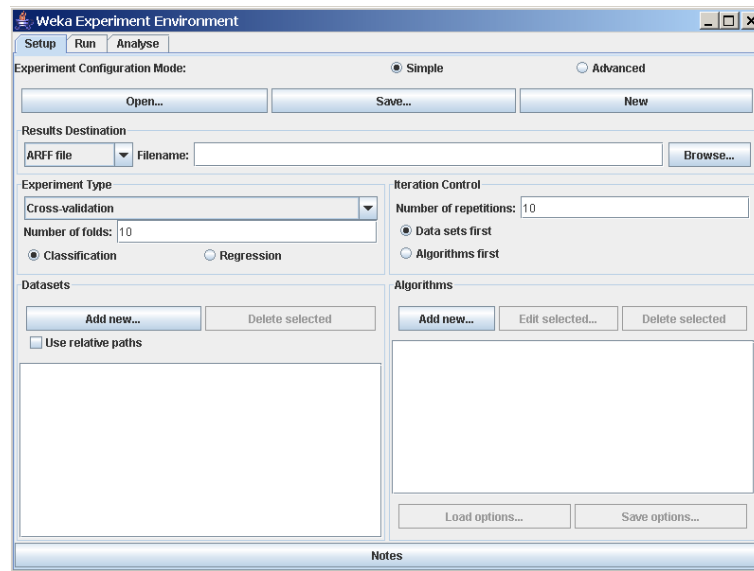 Weka Experiment Environment
Setup Run Analyse
Experiment Configuration Mode: Simple Advanced
Open... Save... New
Results Destination
ARFF file Filename: Browse...
Experiment Type Iteration Control
Cross-validation Number of repetitions: 10
Number of folds: 10 Data sets first
Classification Regression Algorithms first
Datasets Algorithms
Add new... Delete selected Add new... Edit selected... Delete selected
Use relative paths
Load options... Save options...
Notes